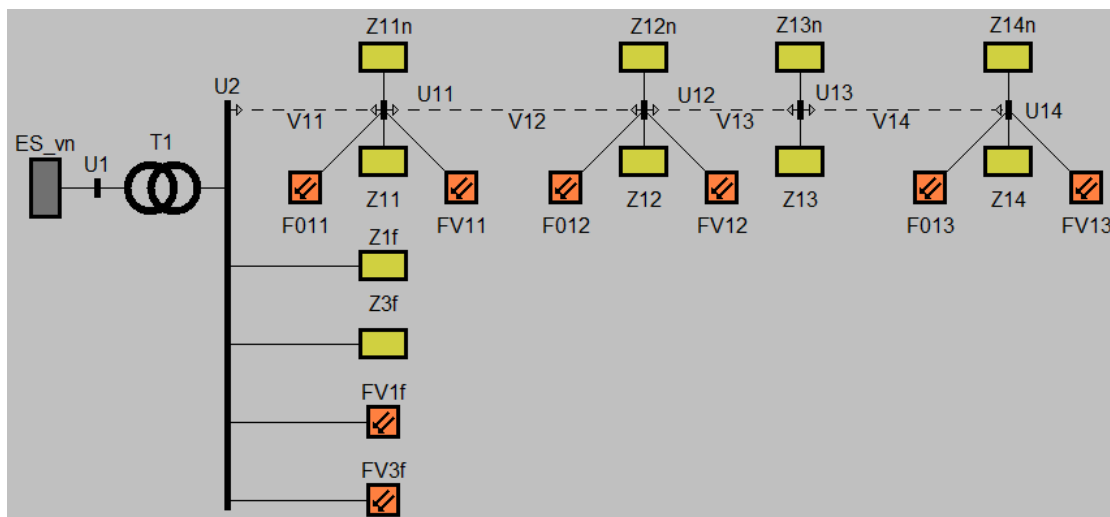 Z11n
Z12n
Z13n
Z14n
U2
U11
U12
U13
U14
V11
V12
V13
V14
ES_vn
U1
T1
F011
Z11
FV11
F012
Z12
FV12
Z13
F013
Z14
FV13
Z1f
Z3f
FV1f
FV3f